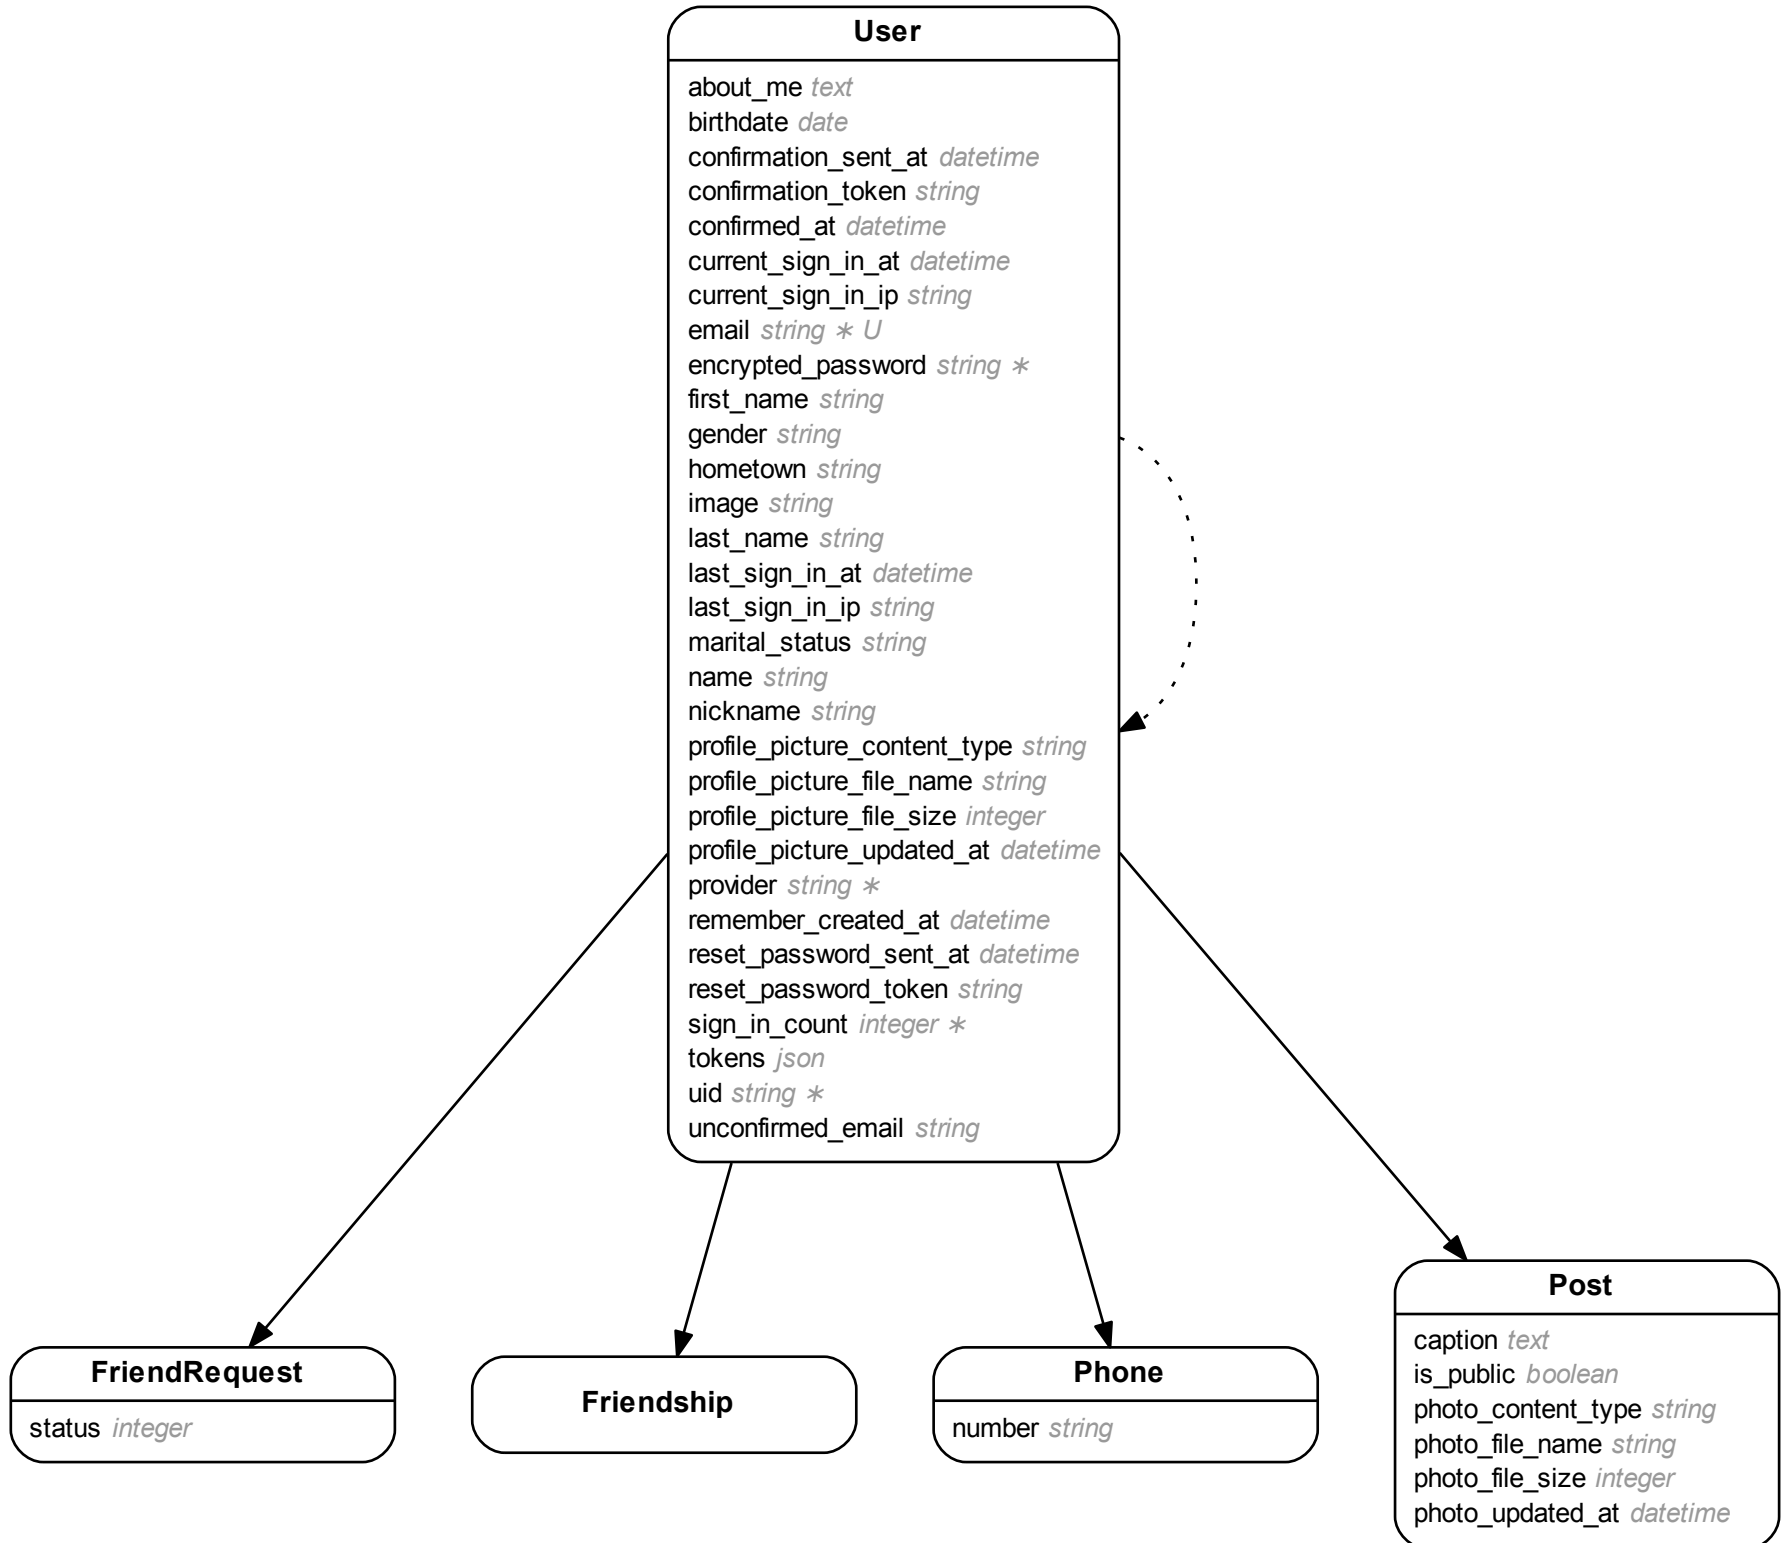 User
about_me text
birthdate date
confirmation_sent_at datetime
confirmation_token string
confirmed_at datetime
current_sign_in_at datetime
current_sign_in_ip string
email string ∗ U
encrypted_password string ∗
first_name string
gender string
hometown string
image string
last_name string
last_sign_in_at datetime
last_sign_in_ip string
marital_status string
name string
nickname string
profile_picture_content_type string
profile_picture_file_name string
profile_picture_file_size integer
profile_picture_updated_at datetime
provider string ∗
remember_created_at datetime
reset_password_sent_at datetime
reset_password_token string
sign_in_count integer ∗
tokens json
uid string ∗
unconfirmed_email string
FriendRequest
status integer
Friendship
Phone
number string
Post
caption text
is_public boolean
photo_content_type string
photo_file_name string
photo_file_size integer
photo_updated_at datetime